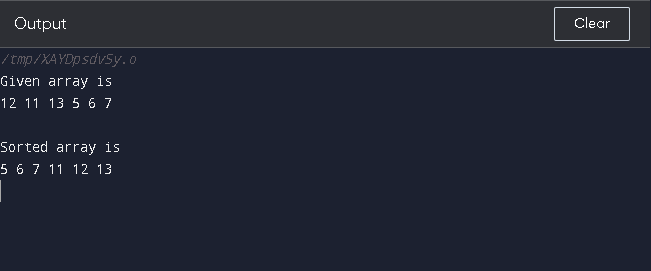 Output
Clear
/tmp/XAYDpsdvSy.o
Given array is
12 11 13 5 6 7
Sorted array is
5 6 7 11 12 13